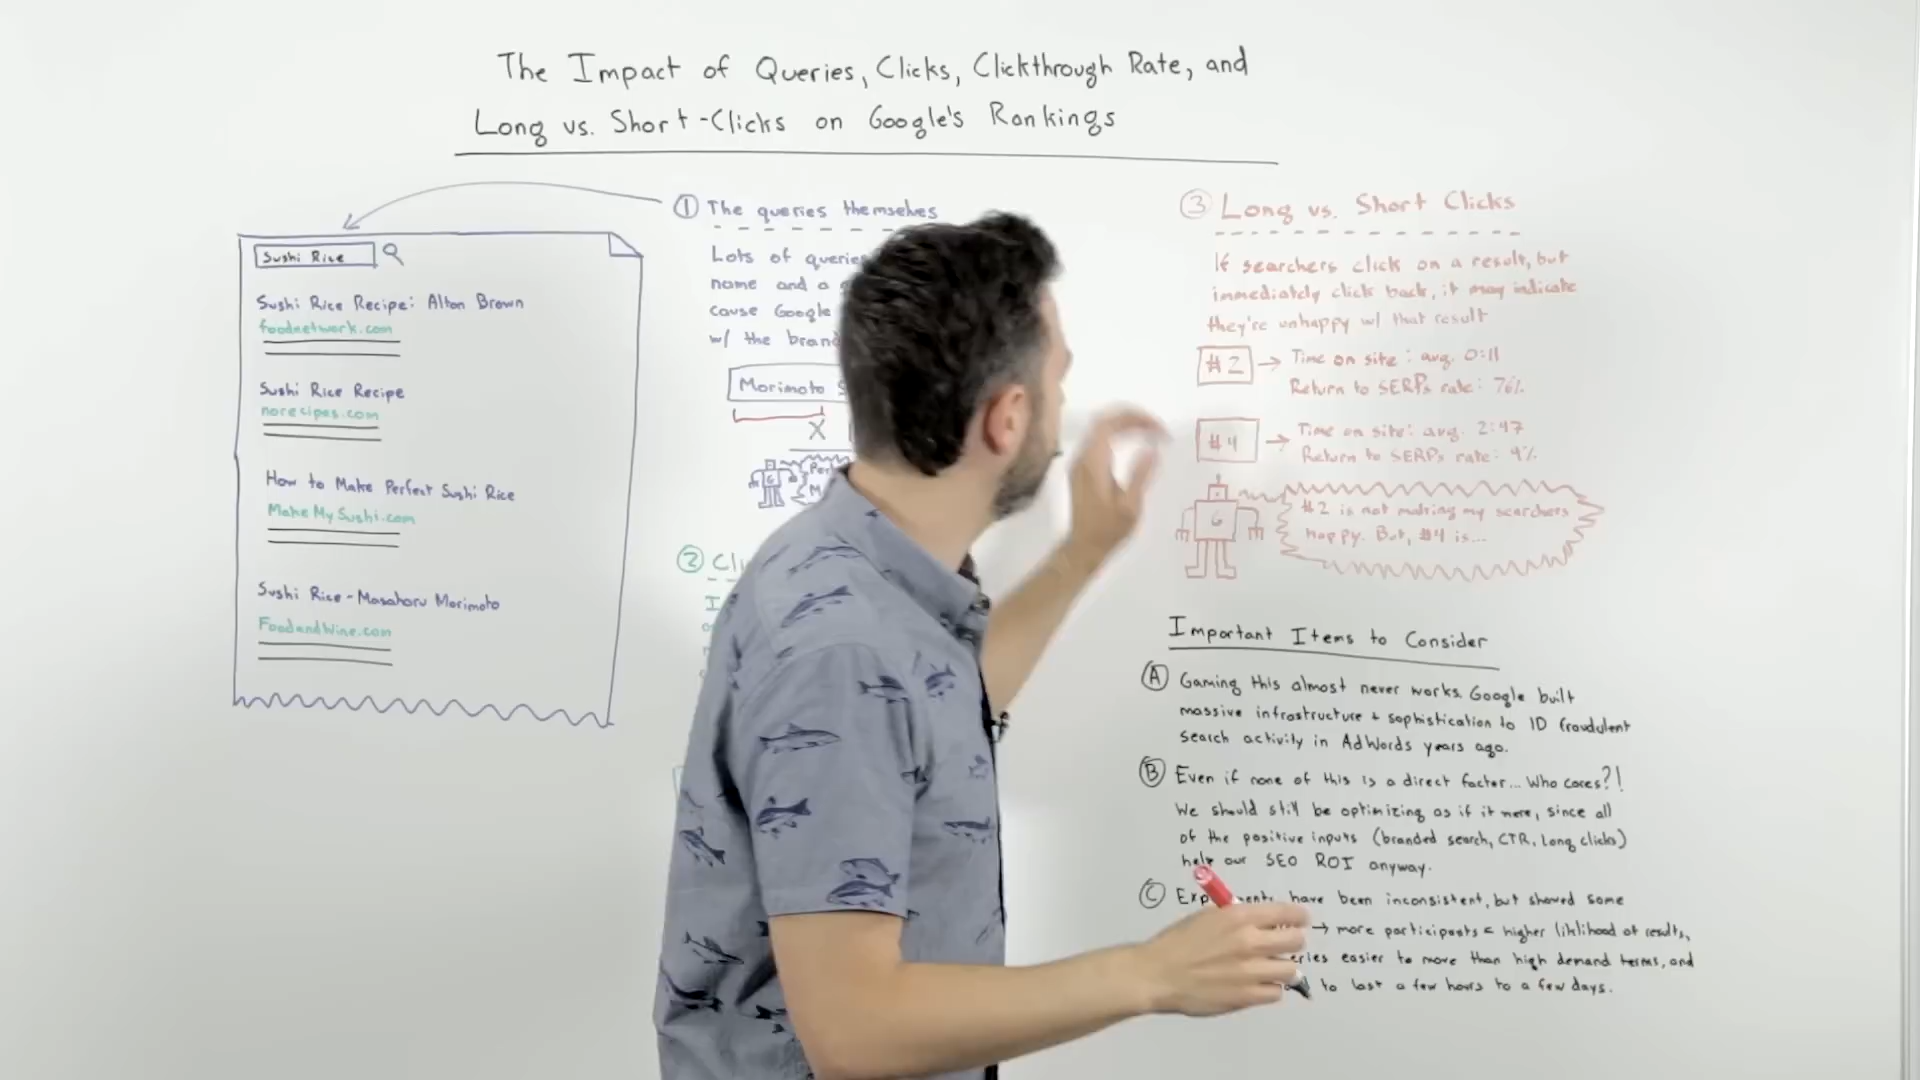 The Impact of Queries, Clicks, Clickthrough Rate, and
Long vs. Short-Clicks on Google's Rankings
Sushi Rice
Sushi Rice Recipe: Alton Brown
foodnetwork.com
Sushi Rice Recipe
norecipes.com
How to Make Perfect Sushi Rice
MakeMySushi.com
Sushi Rice - Masaharu Morimoto
FoodandWine.com
1 The queries themselves
Lots of queries
name and a
cause Google
w/ the brand
Morimoto
X
G
2
3 Long vs. Short Clicks
If searchers click on a result, but
immediately click back, it may indicate
they're unhappy w/ that result
#2 → Time on site: avg. 0:11
Return to SERPs rate: 76%
#4 → Time on site: avg. 2:47
Return to SERPs rate: 9%
G
#2 is not making my searchers
happy. But, #4 is...
Important Items to Consider
A Gaming this almost never works. Google built
massive infrastructure + sophistication to ID fraudulent
search activity in AdWords years ago.
B Even if none of this is a direct factor... Who cares?!
We should still be optimizing as if it were, since all
of the positive inputs (branded search, CTR, long clicks)
help our SEO ROI anyway.
C have been inconsistent, but showed some
→ more participants = higher liklihood of results,
easier to move than high demand terms, and
to last a few hours to a few days.